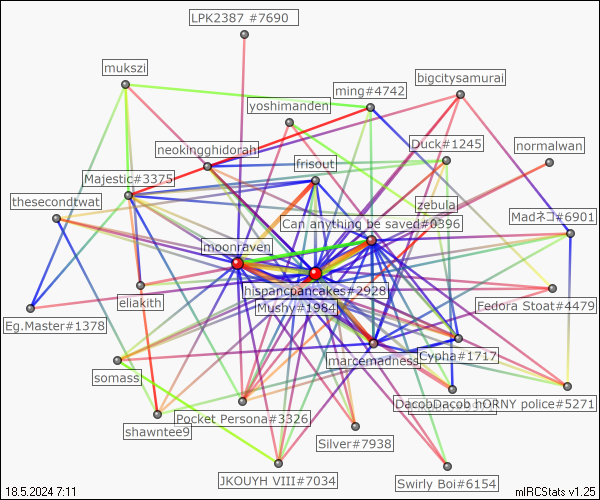 LPK2387 #7690
mukszi
bigcitysamurai
ming#4742
yoshimanden
Duck#1245
neokingghidorah
normalwan
frisout
Majestic#3375
thesecondtwat
zebula
Madネコ#6901
Can anything be saved#0396
moonraven
hispancpancakes#2928
eliakith
Mushy#1984
Fedora Stoat#4479
Eg.Master#1378
marcemadness
Cypha#1717
somass
DacobDacob hORNY police#5271
Pocket Persona#3326
shawntee9
Silver#7938
JKOUYH VIII#7034
Swirly Boi#6154
18.5.2024 7:11
mIRCStats v1.25